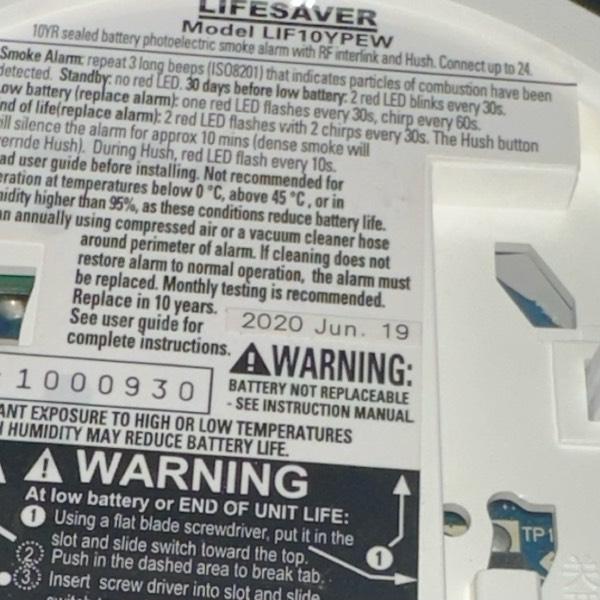 LIFESAVER
Model LIF10YPEW
10YR sealed battery photoelectric smoke alarm with RF interlink and Hush. Connect up to 24.
Smoke Alarm: repeat 3 long beeps (ISO8201) that indicates particles of combustion have been
detected. Standby: no red LED. 30 days before low battery: 2 red LED blinks every 30s.
ow battery (replace alarm): one red LED flashes every 30s, chirp every 60s.
nd of life(replace alarm): 2 red LED flashes with 2 chirps every 30s. The Hush button
ill silence the alarm for approx 10 mins (dense smoke will
ernde Hush). During Hush, red LED flash every 10s.
ad user guide before installing. Not recommended for
eration at temperatures below 0 °C, above 45 °C, or in
nidity higher than 95%, as these conditions reduce battery life.
an annually using compressed air or a vacuum cleaner hose
around perimeter of alarm. If cleaning does not
restore alarm to normal operation, the alarm must
be replaced. Monthly testing is recommended.
Replace in 10 years.
See user guide for
complete instructions.
2020 Jun. 19
1000930
WARNING:
BATTERY NOT REPLACEABLE
- SEE INSTRUCTION MANUAL
ANT EXPOSURE TO HIGH OR LOW TEMPERATURES
H HUMIDITY MAY REDUCE BATTERY LIFE.
WARNING
At low battery or END OF UNIT LIFE:
1 Using a flat blade screwdriver, put it in the
slot and slide switch toward the top.
2 Push in the dashed area to break tab
3 Insert screw driver into slot and slide
1
TP1